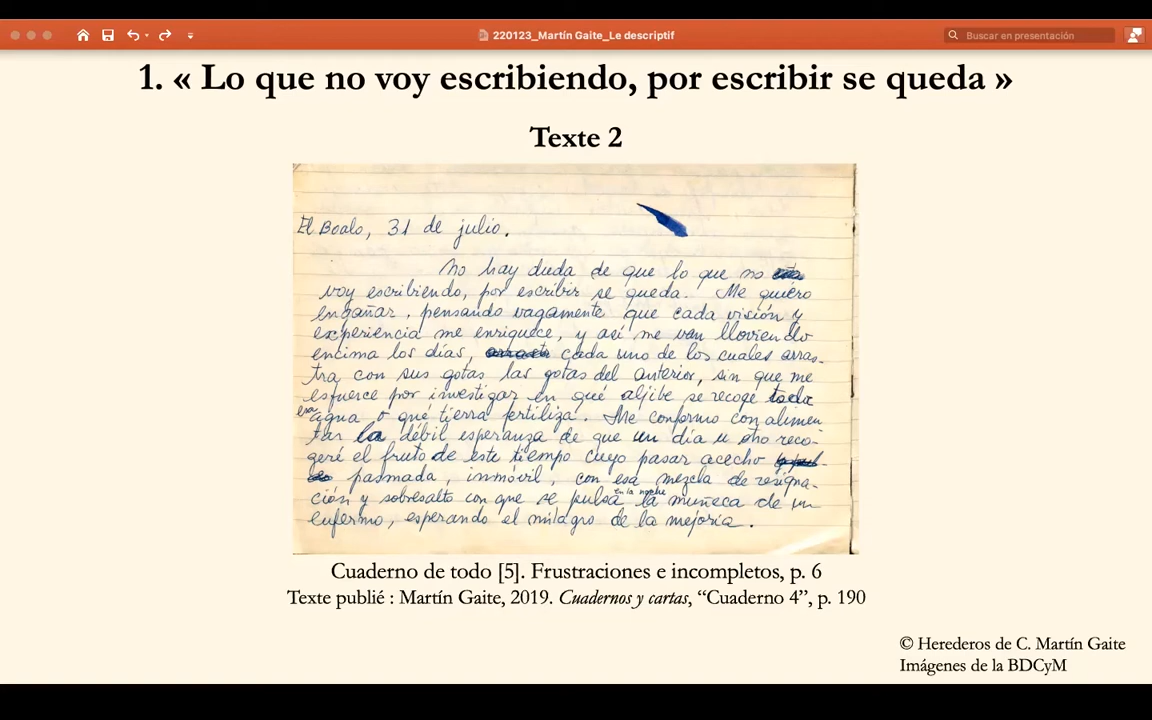 220123_Martín Gaite_Le descriptif
Buscar en presentación
1. « Lo que no voy escribiendo, por escribir se queda »
Texte 2
El Boalo, 31 de julio.
No hay duda de que lo que no
voy escribiendo, por escribir se queda. Me quiero
engañar, pensando vagamente que cada visión y
experiencia me enriquece, y así me van lloviendo
encima los días, cada uno de los cuales arras-
tra con sus gotas las gotas del anterior, sin que me
esfuerce por investigar en qué aljibe se recoge toda
esa agua o qué tierra fertiliza. Me conformo con alimen
tar la débil esperanza de que un día u otro reco-
geré el fruto de este tiempo cuyo pasar acecho
pasmada, inmóvil, con esa mezcla de resigna-
en la noche
ción y sobresalto con que se pulsa la muñeca de un
enfermo, esperando el milagro de la mejoría.
Cuaderno de todo [5]. Frustraciones e incompletos, p. 6
Texte publié : Martín Gaite, 2019. Cuadernos y cartas, “Cuaderno 4”, p. 190
© Herederos de C. Martín Gaite
Imágenes de la BDCyM